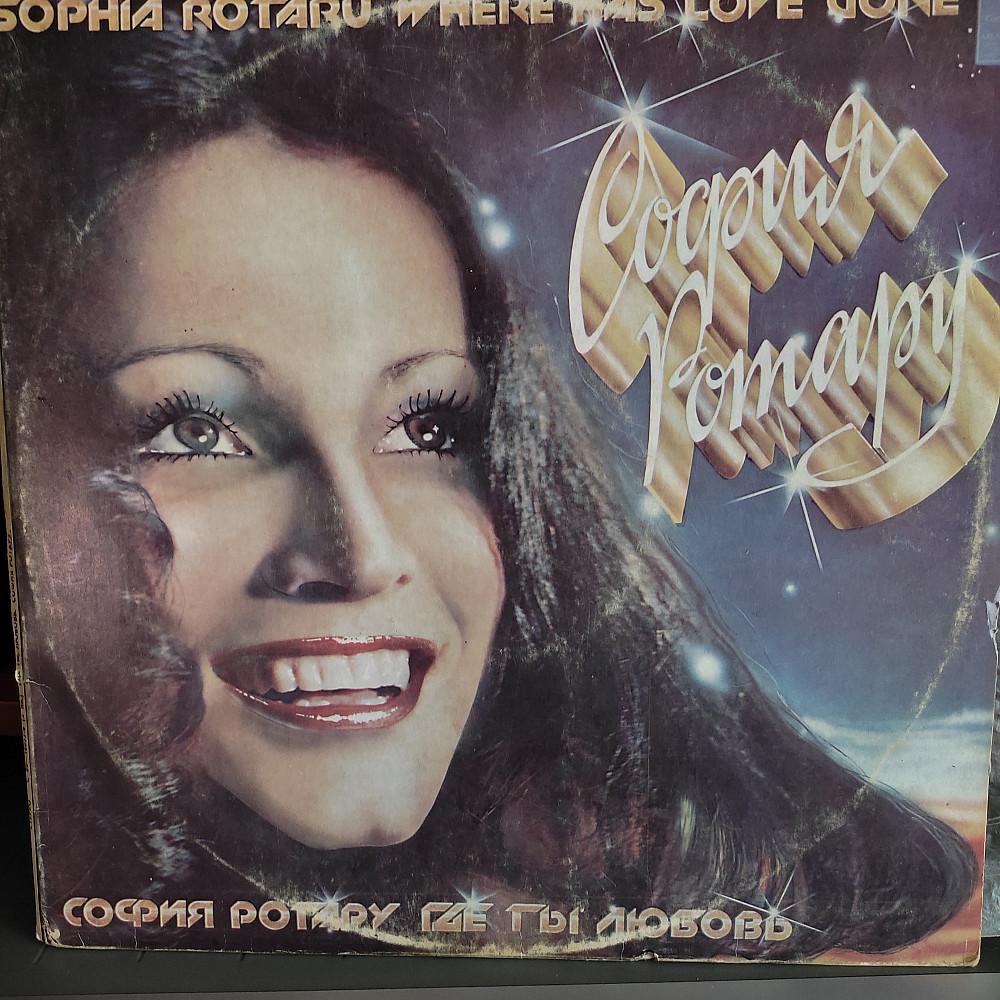 SOPHIA ROTARU WHERE HAS LOVE GONE
София
Ротару
СОФИЯ РОТАРУ ГДЕ ТЫ ЛЮБОВЬ